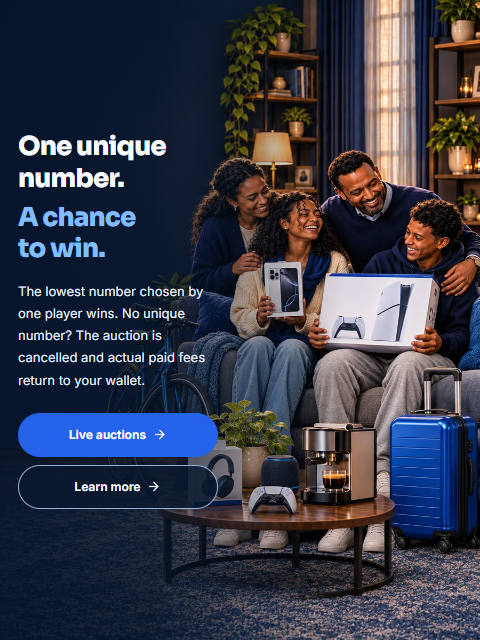 One unique
number.
A chance
to win.
The lowest number chosen by
one player wins. No unique
number? The auction is
cancelled and actual paid fees
return to your wallet.
Live auctions →
Learn more →